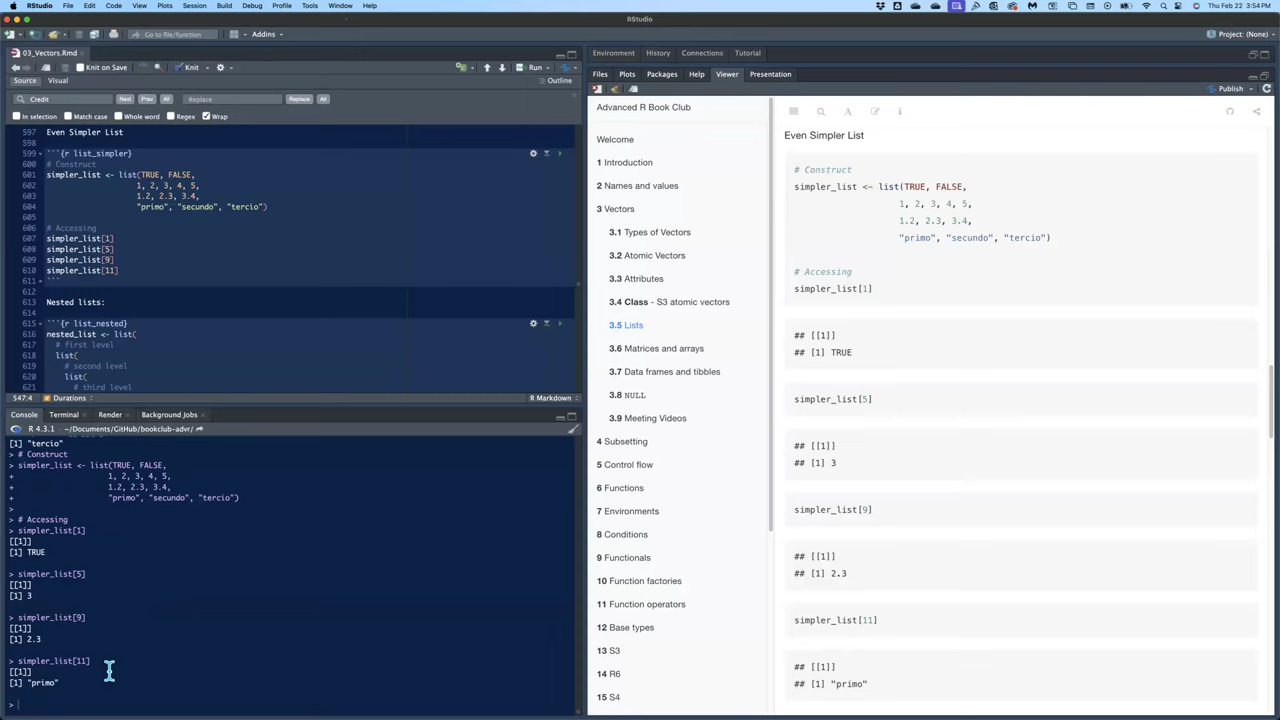 RStudio File Edit Code View Plots Session Build Debug Profile Tools Window Help Thu Feb 22 3:54 PM
RStudio
Go to file/function Addins Project: (None)
03_Vectors.Rmd
Knit on Save Knit Run
Source Visual Outline
Credit Next Prev All Replace Replace All
In selection Match case Whole word Regex Wrap
597 Even Simpler List
598
599 ```{r list_simpler}
600 # Construct
601 simpler_list <- list(TRUE, FALSE,
602 1, 2, 3, 4, 5,
603 1.2, 2.3, 3.4,
604 "primo", "secundo", "tercio")
605
606 # Accessing
607 simpler_list[1]
608 simpler_list[5]
609 simpler_list[9]
610 simpler_list[11]
611 ```
612
613 Nested lists:
614
615 ```{r list_nested}
616 nested_list <- list(
617 # first level
618 list(
619 # second level
620 list(
621 # third level
547:4 Durations R Markdown
Console Terminal Render Background Jobs
R 4.3.1 · ~/Documents/GitHub/bookclub-advr/
[1] "tercio"
> # Construct
> simpler_list <- list(TRUE, FALSE,
+ 1, 2, 3, 4, 5,
+ 1.2, 2.3, 3.4,
+ "primo", "secundo", "tercio")
>
> # Accessing
> simpler_list[1]
[[1]]
[1] TRUE
> simpler_list[5]
[[1]]
[1] 3
> simpler_list[9]
[[1]]
[1] 2.3
> simpler_list[11]
[[1]]
[1] "primo"
>
Environment History Connections Tutorial
Files Plots Packages Help Viewer Presentation
Publish
Advanced R Book Club
Welcome
1 Introduction
2 Names and values
3 Vectors
3.1 Types of Vectors
3.2 Atomic Vectors
3.3 Attributes
3.4 Class - S3 atomic vectors
3.5 Lists
3.6 Matrices and arrays
3.7 Data frames and tibbles
3.8 NULL
3.9 Meeting Videos
4 Subsetting
5 Control flow
6 Functions
7 Environments
8 Conditions
9 Functionals
10 Function factories
11 Function operators
12 Base types
13 S3
14 R6
15 S4
Even Simpler List
# Construct
simpler_list <- list(TRUE, FALSE,
1, 2, 3, 4, 5,
1.2, 2.3, 3.4,
"primo", "secundo", "tercio")
# Accessing
simpler_list[1]
## [[1]]
## [1] TRUE
simpler_list[5]
## [[1]]
## [1] 3
simpler_list[9]
## [[1]]
## [1] 2.3
simpler_list[11]
## [[1]]
## [1] "primo"